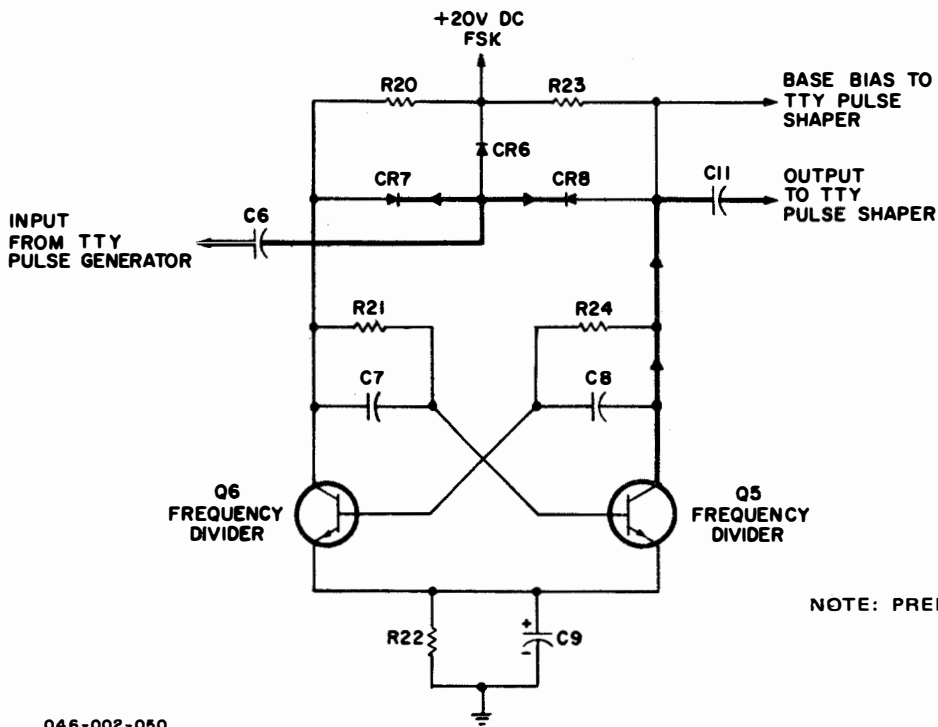 +20V DC
FSK
R20
R23
BASE BIAS TO
TTY PULSE
SHAPER
CR6
CR7
CR8
C11
OUTPUT
TO TTY
PULSE SHAPER
C6
INPUT
FROM TTY
PULSE GENERATOR
R21
R24
C7
C8
Q6
FREQUENCY
DIVIDER
Q5
FREQUENCY
DIVIDER
NOTE: PREI
R22
+
-
C9
046-002-050